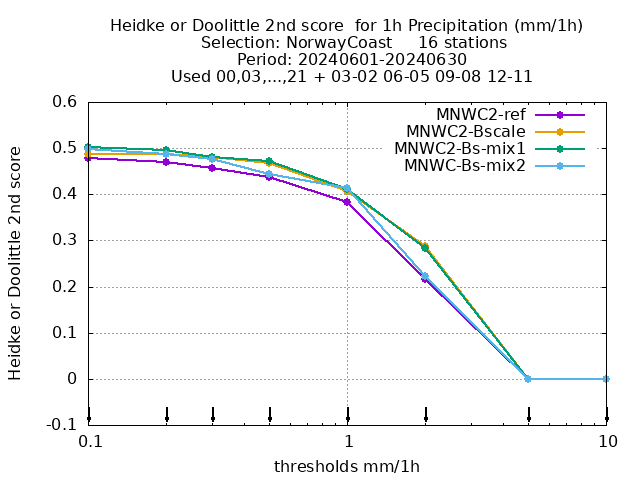 Heidke or Doolittle 2nd score  for 1h Precipitation (mm/1h)
Selection: NorwayCoast     16 stations
Period: 20240601-20240630
Used 00,03,...,21 + 03-02 06-05 09-08 12-11
MNWC2-ref
MNWC2-Bscale
MNWC2-Bs-mix1
MNWC-Bs-mix2
Heidke or Doolittle 2nd score
0.6
0.5
0.4
0.3
0.2
0.1
0
-0.1
0.1
1
10
thresholds mm/1h